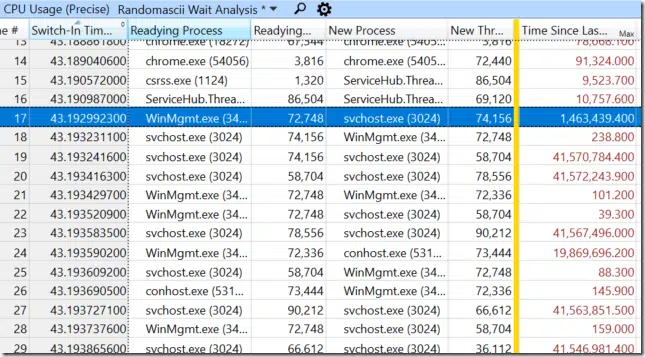 CPU Usage (Precise) Randomascii Wait Analysis *
ne # Switch-In Tim... Readying Process Readying... New Process New Thr... Time Since Las... Max
13 43.188861800 chrome.exe (18272) 67,344 chrome.exe (5405... 3,816 78,068.100
14 43.189040600 chrome.exe (54056) 3,816 chrome.exe (5405... 72,440 91,324.000
15 43.190572000 csrss.exe (1124) 1,320 ServiceHub.Threa... 86,504 9,523.700
16 43.190987000 ServiceHub.Threa... 86,504 ServiceHub.Threa... 69,120 10,757.600
17 43.192992300 WinMgmt.exe (34... 72,748 svchost.exe (3024) 74,156 1,463,439.400
18 43.193231100 svchost.exe (3024) 74,156 WinMgmt.exe (34... 72,748 238.800
19 43.193241600 svchost.exe (3024) 74,156 svchost.exe (3024) 58,704 41,570,784.400
20 43.193416300 svchost.exe (3024) 58,704 svchost.exe (3024) 78,556 41,572,243.900
21 43.193429700 WinMgmt.exe (34... 72,748 WinMgmt.exe (34... 72,336 101.200
22 43.193520900 WinMgmt.exe (34... 72,748 svchost.exe (3024) 58,704 39.300
23 43.193583500 svchost.exe (3024) 78,556 svchost.exe (3024) 90,212 41,567,496.000
24 43.193590300 WinMgmt.exe (34... 72,336 conhost.exe (531... 73,444 19,869,696.200
25 43.193609200 svchost.exe (3024) 58,704 WinMgmt.exe (34... 72,748 88.300
26 43.193690500 conhost.exe (531... 73,444 WinMgmt.exe (34... 72,336 145.900
27 43.193727100 svchost.exe (3024) 90,212 svchost.exe (3024) 66,612 41,563,851.500
28 43.193737600 WinMgmt.exe (34... 72,748 svchost.exe (3024) 58,704 159.000
29 43.193865600 svchost.exe (3024) 66,612 svchost.exe (3024) 36,112 41,546,981.400